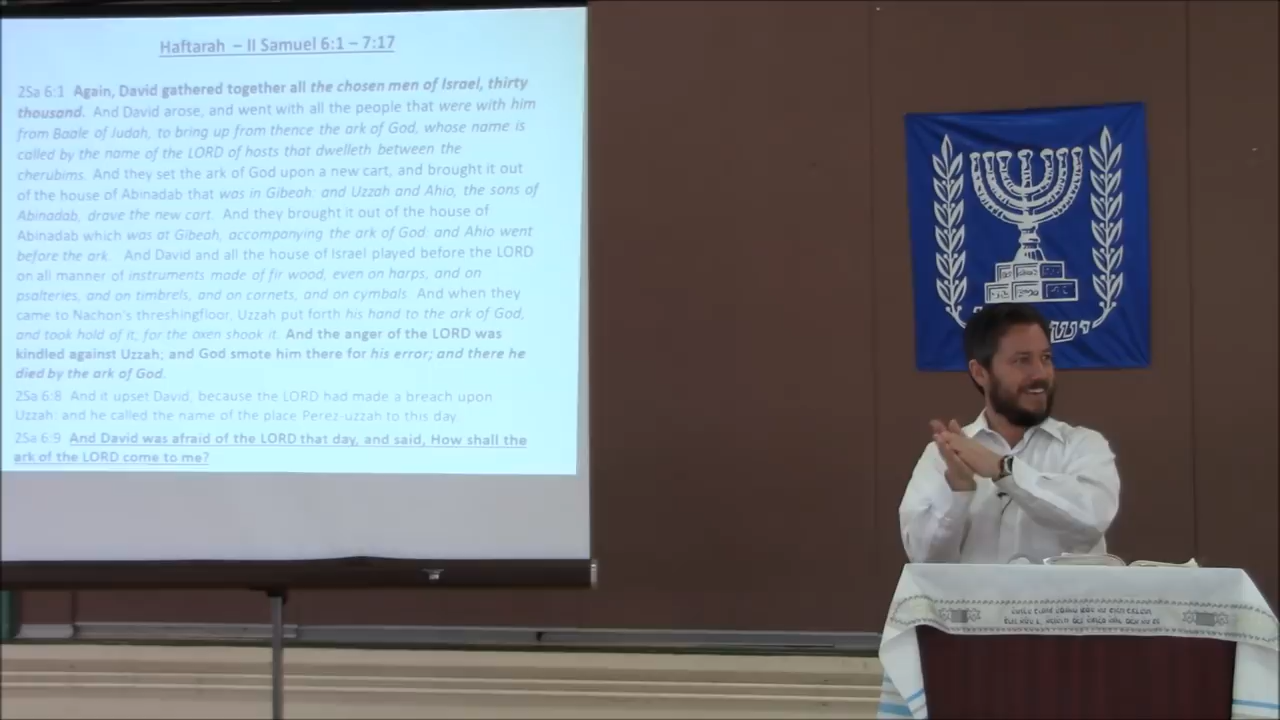 Haftarah – II Samuel 6:1 – 7:17
2Sa 6:1 Again, David gathered together all the chosen men of Israel, thirty
thousand. And David arose, and went with all the people that were with him
from Baale of Judah, to bring up from thence the ark of God, whose name is
called by the name of the LORD of hosts that dwelleth between the
cherubims. And they set the ark of God upon a new cart, and brought it out
of the house of Abinadab that was in Gibeah: and Uzzah and Ahio, the sons of
Abinadab, drave the new cart. And they brought it out of the house of
Abinadab which was at Gibeah, accompanying the ark of God: and Ahio went
before the ark. And David and all the house of Israel played before the LORD
on all manner of instruments made of fir wood, even on harps, and on
psalteries, and on timbrels, and on cornets, and on cymbals. And when they
came to Nachon's threshingfloor, Uzzah put forth his hand to the ark of God,
and took hold of it; for the oxen shook it. And the anger of the LORD was
kindled against Uzzah; and God smote him there for his error; and there he
died by the ark of God.
2Sa 6:8 And it upset David, because the LORD had made a breach upon
Uzzah: and he called the name of the place Perez-uzzah to this day.
2Sa 6:9 And David was afraid of the LORD that day, and said, How shall the
ark of the LORD come to me?